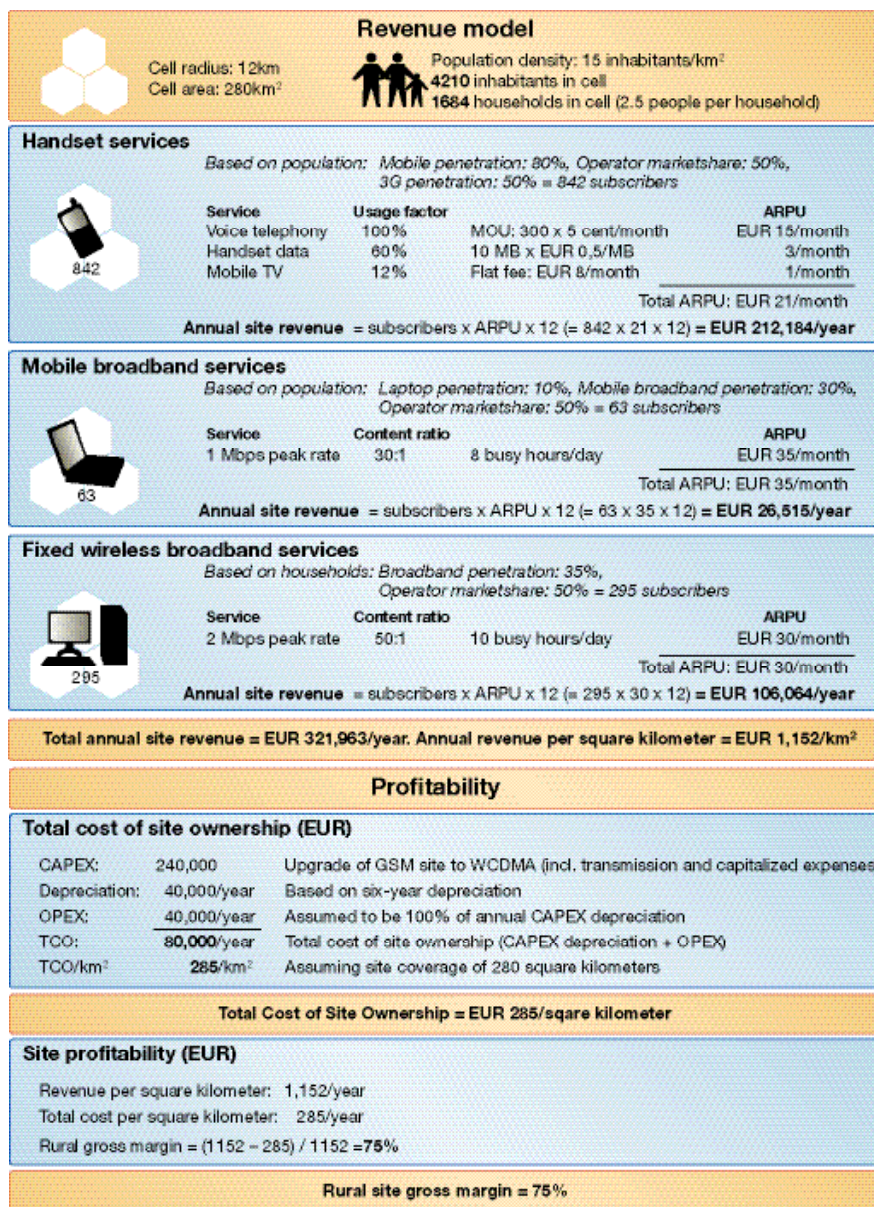 Revenue model
Cell radius: 12km
Cell area: 280km²
Population density: 15 inhabitants/km²
4210 inhabitants in cell
1684 households in cell (2.5 people per household)
Handset services
Based on population: Mobile penetration: 80%, Operator marketshare: 50%,
3G penetration: 50% = 842 subscribers
842
Service Usage factor ARPU
Voice telephony 100% MOU: 300 x 5 cent/month EUR 15/month
Handset data 60% 10 MB x EUR 0,5/MB 3/month
Mobile TV 12% Flat fee: EUR 8/month 1/month
Total ARPU: EUR 21/month
Annual site revenue = subscribers x ARPU x 12 (= 842 x 21 x 12) = EUR 212,184/year
Mobile broadband services
Based on population: Laptop penetration: 10%, Mobile broadband penetration: 30%,
Operator marketshare: 50% = 63 subscribers
63
Service Content ratio ARPU
1 Mbps peak rate 30:1 8 busy hours/day EUR 35/month
Total ARPU: EUR 35/month
Annual site revenue = subscribers x ARPU x 12 (= 63 x 35 x 12) = EUR 26,515/year
Fixed wireless broadband services
Based on households: Broadband penetration: 35%,
Operator marketshare: 50% = 295 subscribers
295
Service Content ratio ARPU
2 Mbps peak rate 50:1 10 busy hours/day EUR 30/month
Total ARPU: EUR 30/month
Annual site revenue = subscribers x ARPU x 12 (= 295 x 30 x 12) = EUR 106,064/year
Total annual site revenue = EUR 321,963/year. Annual revenue per square kilometer = EUR 1,152/km²
Profitability
Total cost of site ownership (EUR)
CAPEX: 240,000 Upgrade of GSM site to WCDMA (incl. transmission and capitalized expenses
Depreciation: 40,000/year Based on six-year depreciation
OPEX: 40,000/year Assumed to be 100% of annual CAPEX depreciation
TCO: 80,000/year Total cost of site ownership (CAPEX depreciation + OPEX)
TCO/km² 285/km² Assuming site coverage of 280 square kilometers
Total Cost of Site Ownership = EUR 285/sqare kilometer
Site profitability (EUR)
Revenue per square kilometer: 1,152/year
Total cost per square kilometer: 285/year
Rural gross margin = (1152 – 285) / 1152 =75%
Rural site gross margin = 75%